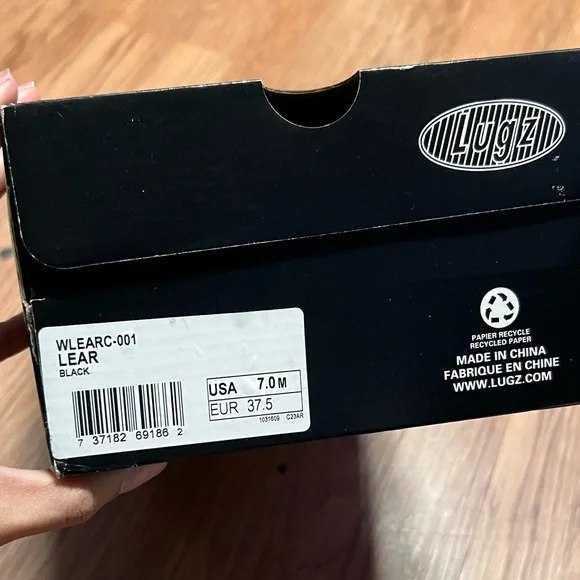 Lugz
WLEARC-001
LEAR
BLACK
USA 7.0 M
EUR 37.5
1031609 C23AR
7 37182 69186 2
PAPIER RECYCLE
RECYCLED PAPER
MADE IN CHINA
FABRIQUE EN CHINE
WWW.LUGZ.COM